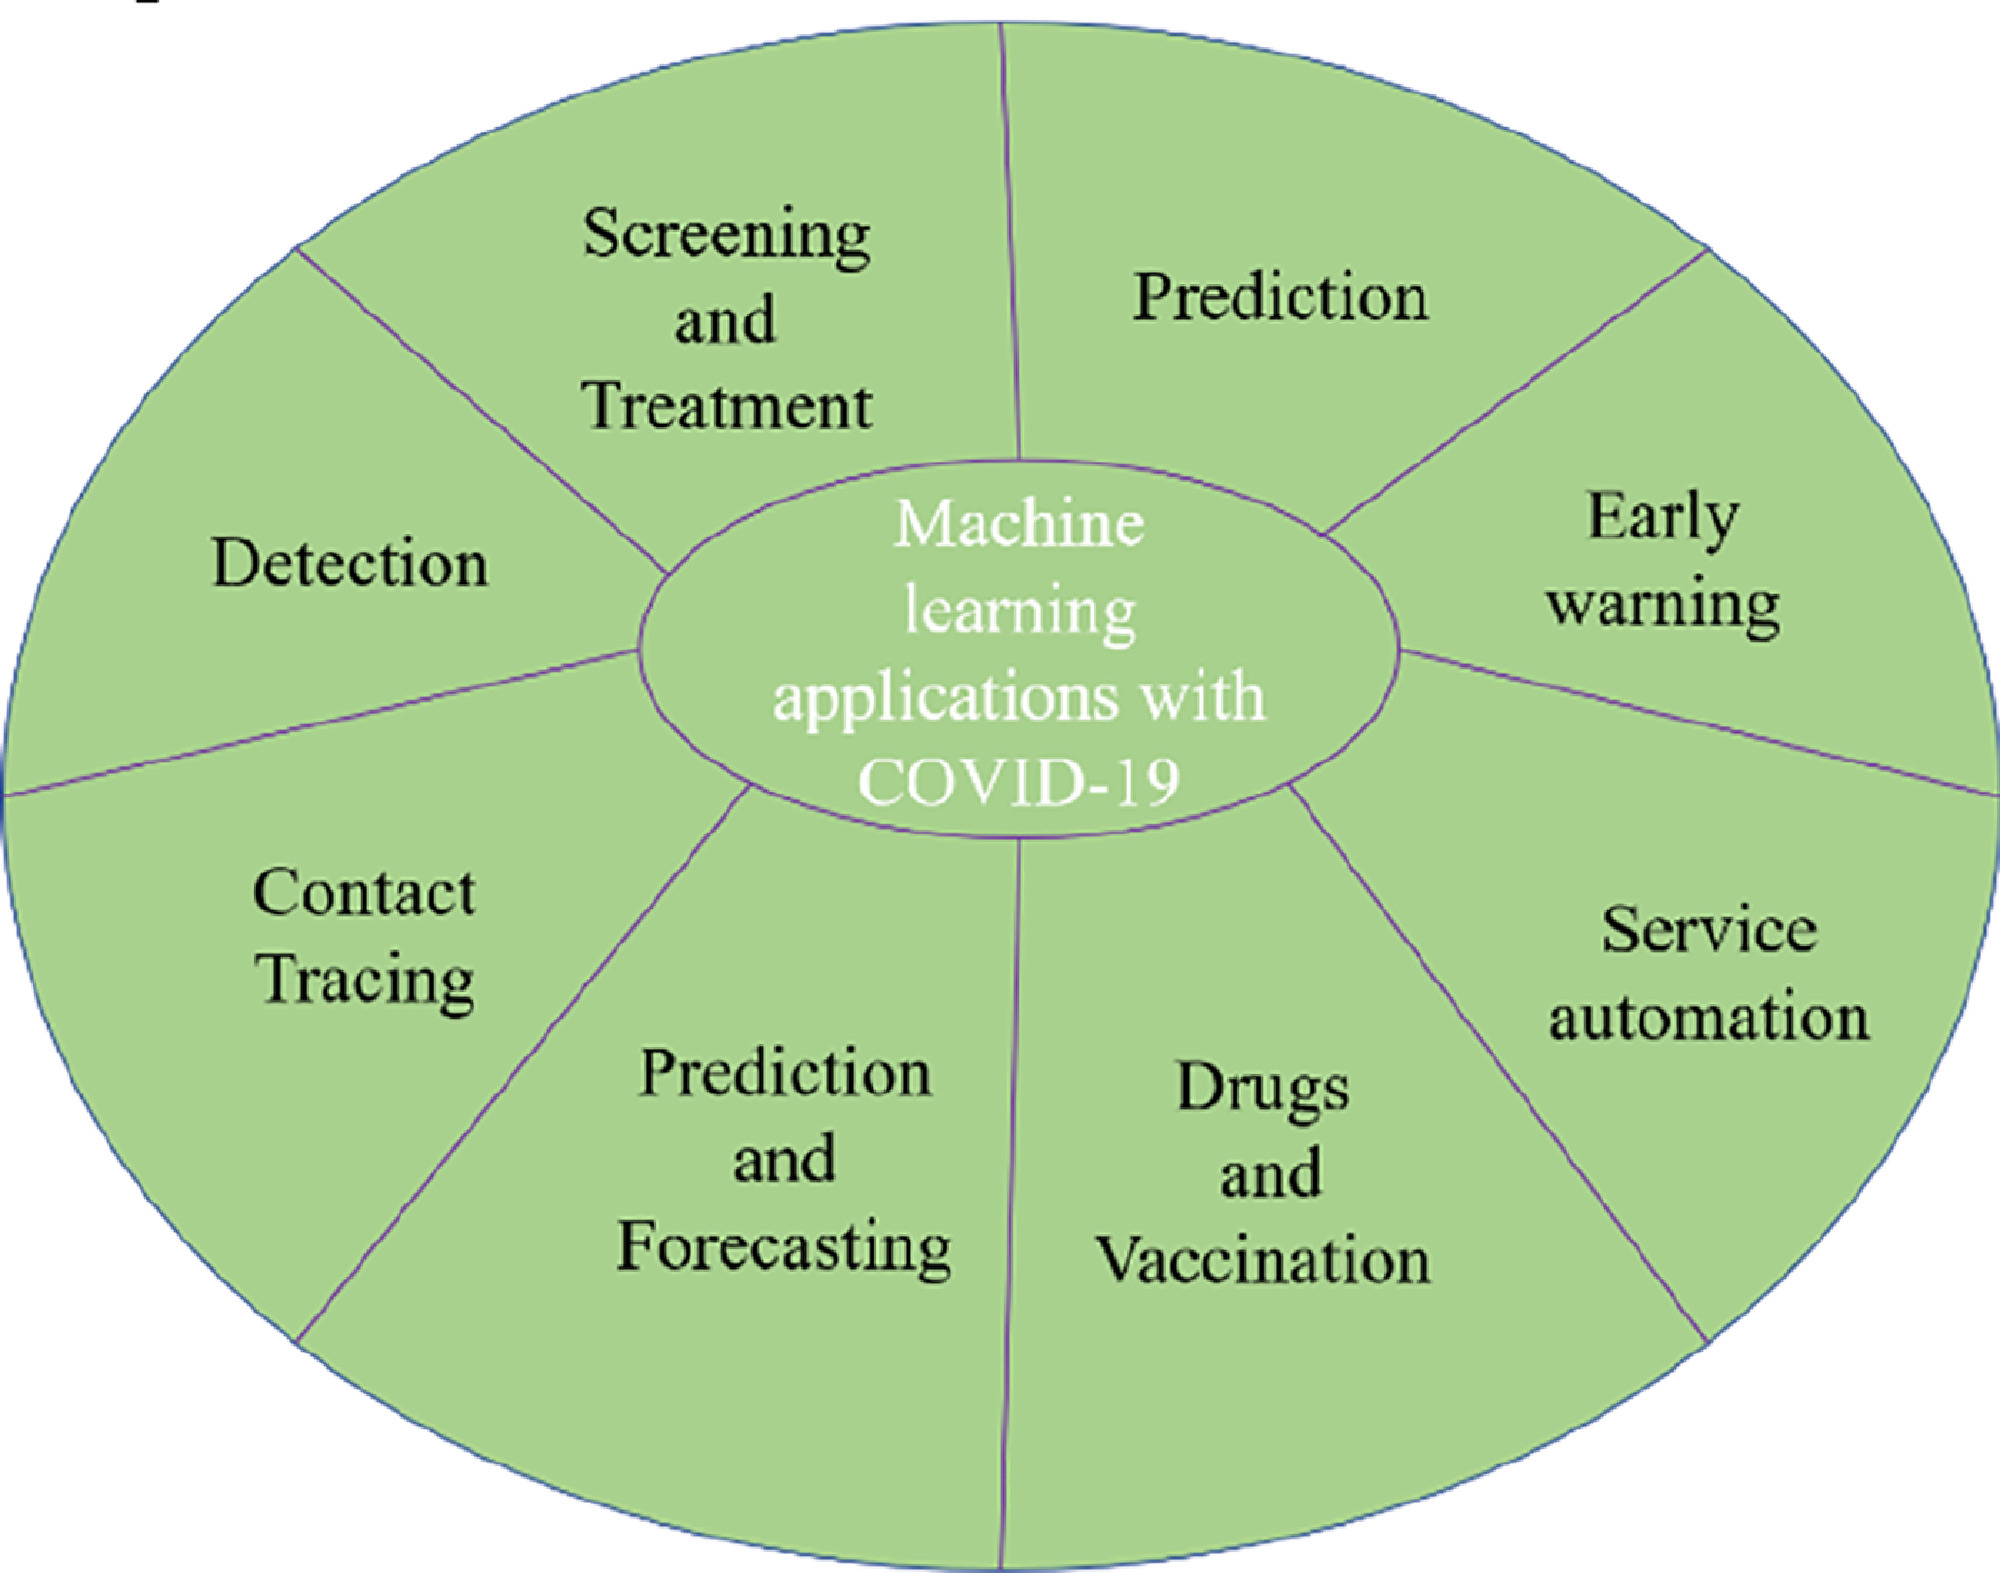 Screening
and
Treatment
Prediction
Early
warning
Service
automation
Drugs
and
Vaccination
Prediction
and
Forecasting
Contact
Tracing
Detection
Machine
learning
applications with
COVID-19